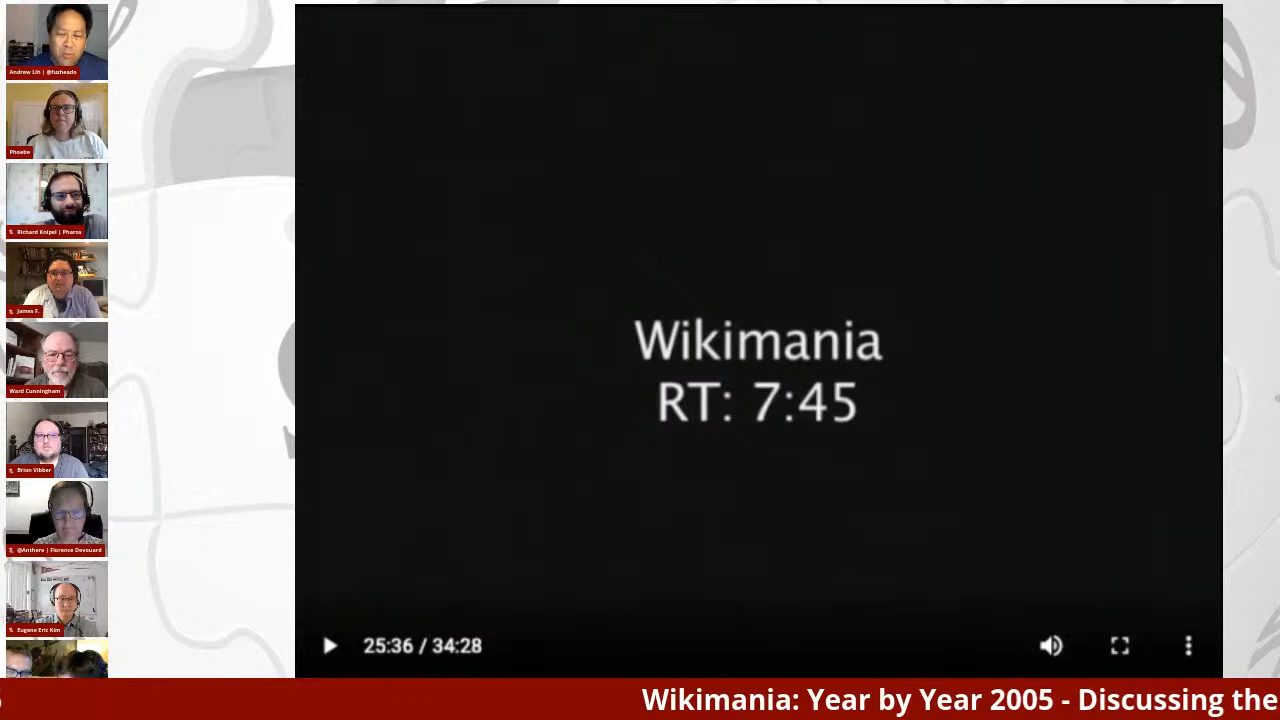 Andrew Lih | @fuzheado
Phoebe
Richard Knipel | Pharos
James F.
Ward Cunningham
Brion Vibber
@Anthere | Florence Devouard
Eugene Eric Kim
Wikimania
RT: 7:45
25:36 / 34:28
Wikimania: Year by Year 2005 - Discussing the